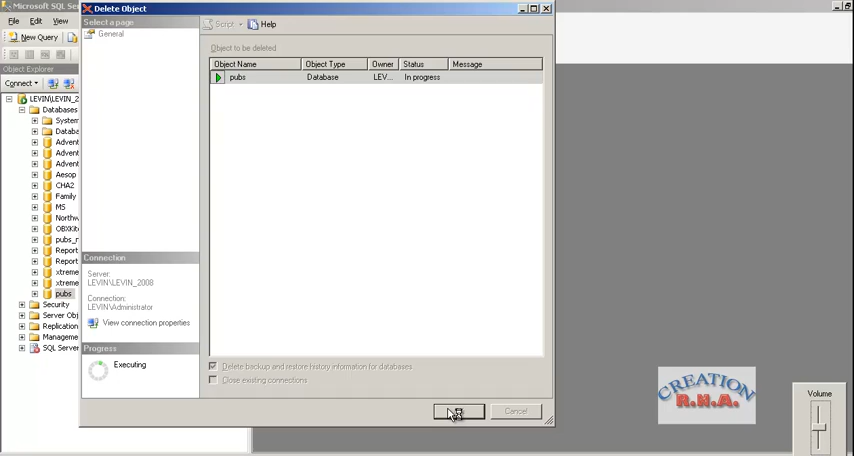 Microsoft SQL Ser
File Edit View
New Query
Object Explorer
Connect
LEVIN\LEVIN_2
Databases
System
Databa
Advent
Advent
Advent
Aesop
CHA2
Family
MS
Northw
OBXKite
pubs_n
Report
Report
xtreme
xtreme
pubs
Security
Server Obj
Replication
Manageme
SQL Server
Delete Object
Select a page
General
Script Help
Object to be deleted
Object Name Object Type Owner Status Message
pubs Database LEV... In progress
Connection
Server:
LEVIN\LEVIN_2008
Connection:
LEVIN\Administrator
View connection properties
Progress
Executing
Delete backup and restore history information for databases
Close existing connections
Cancel
CREATION
R.N.A.
Volume